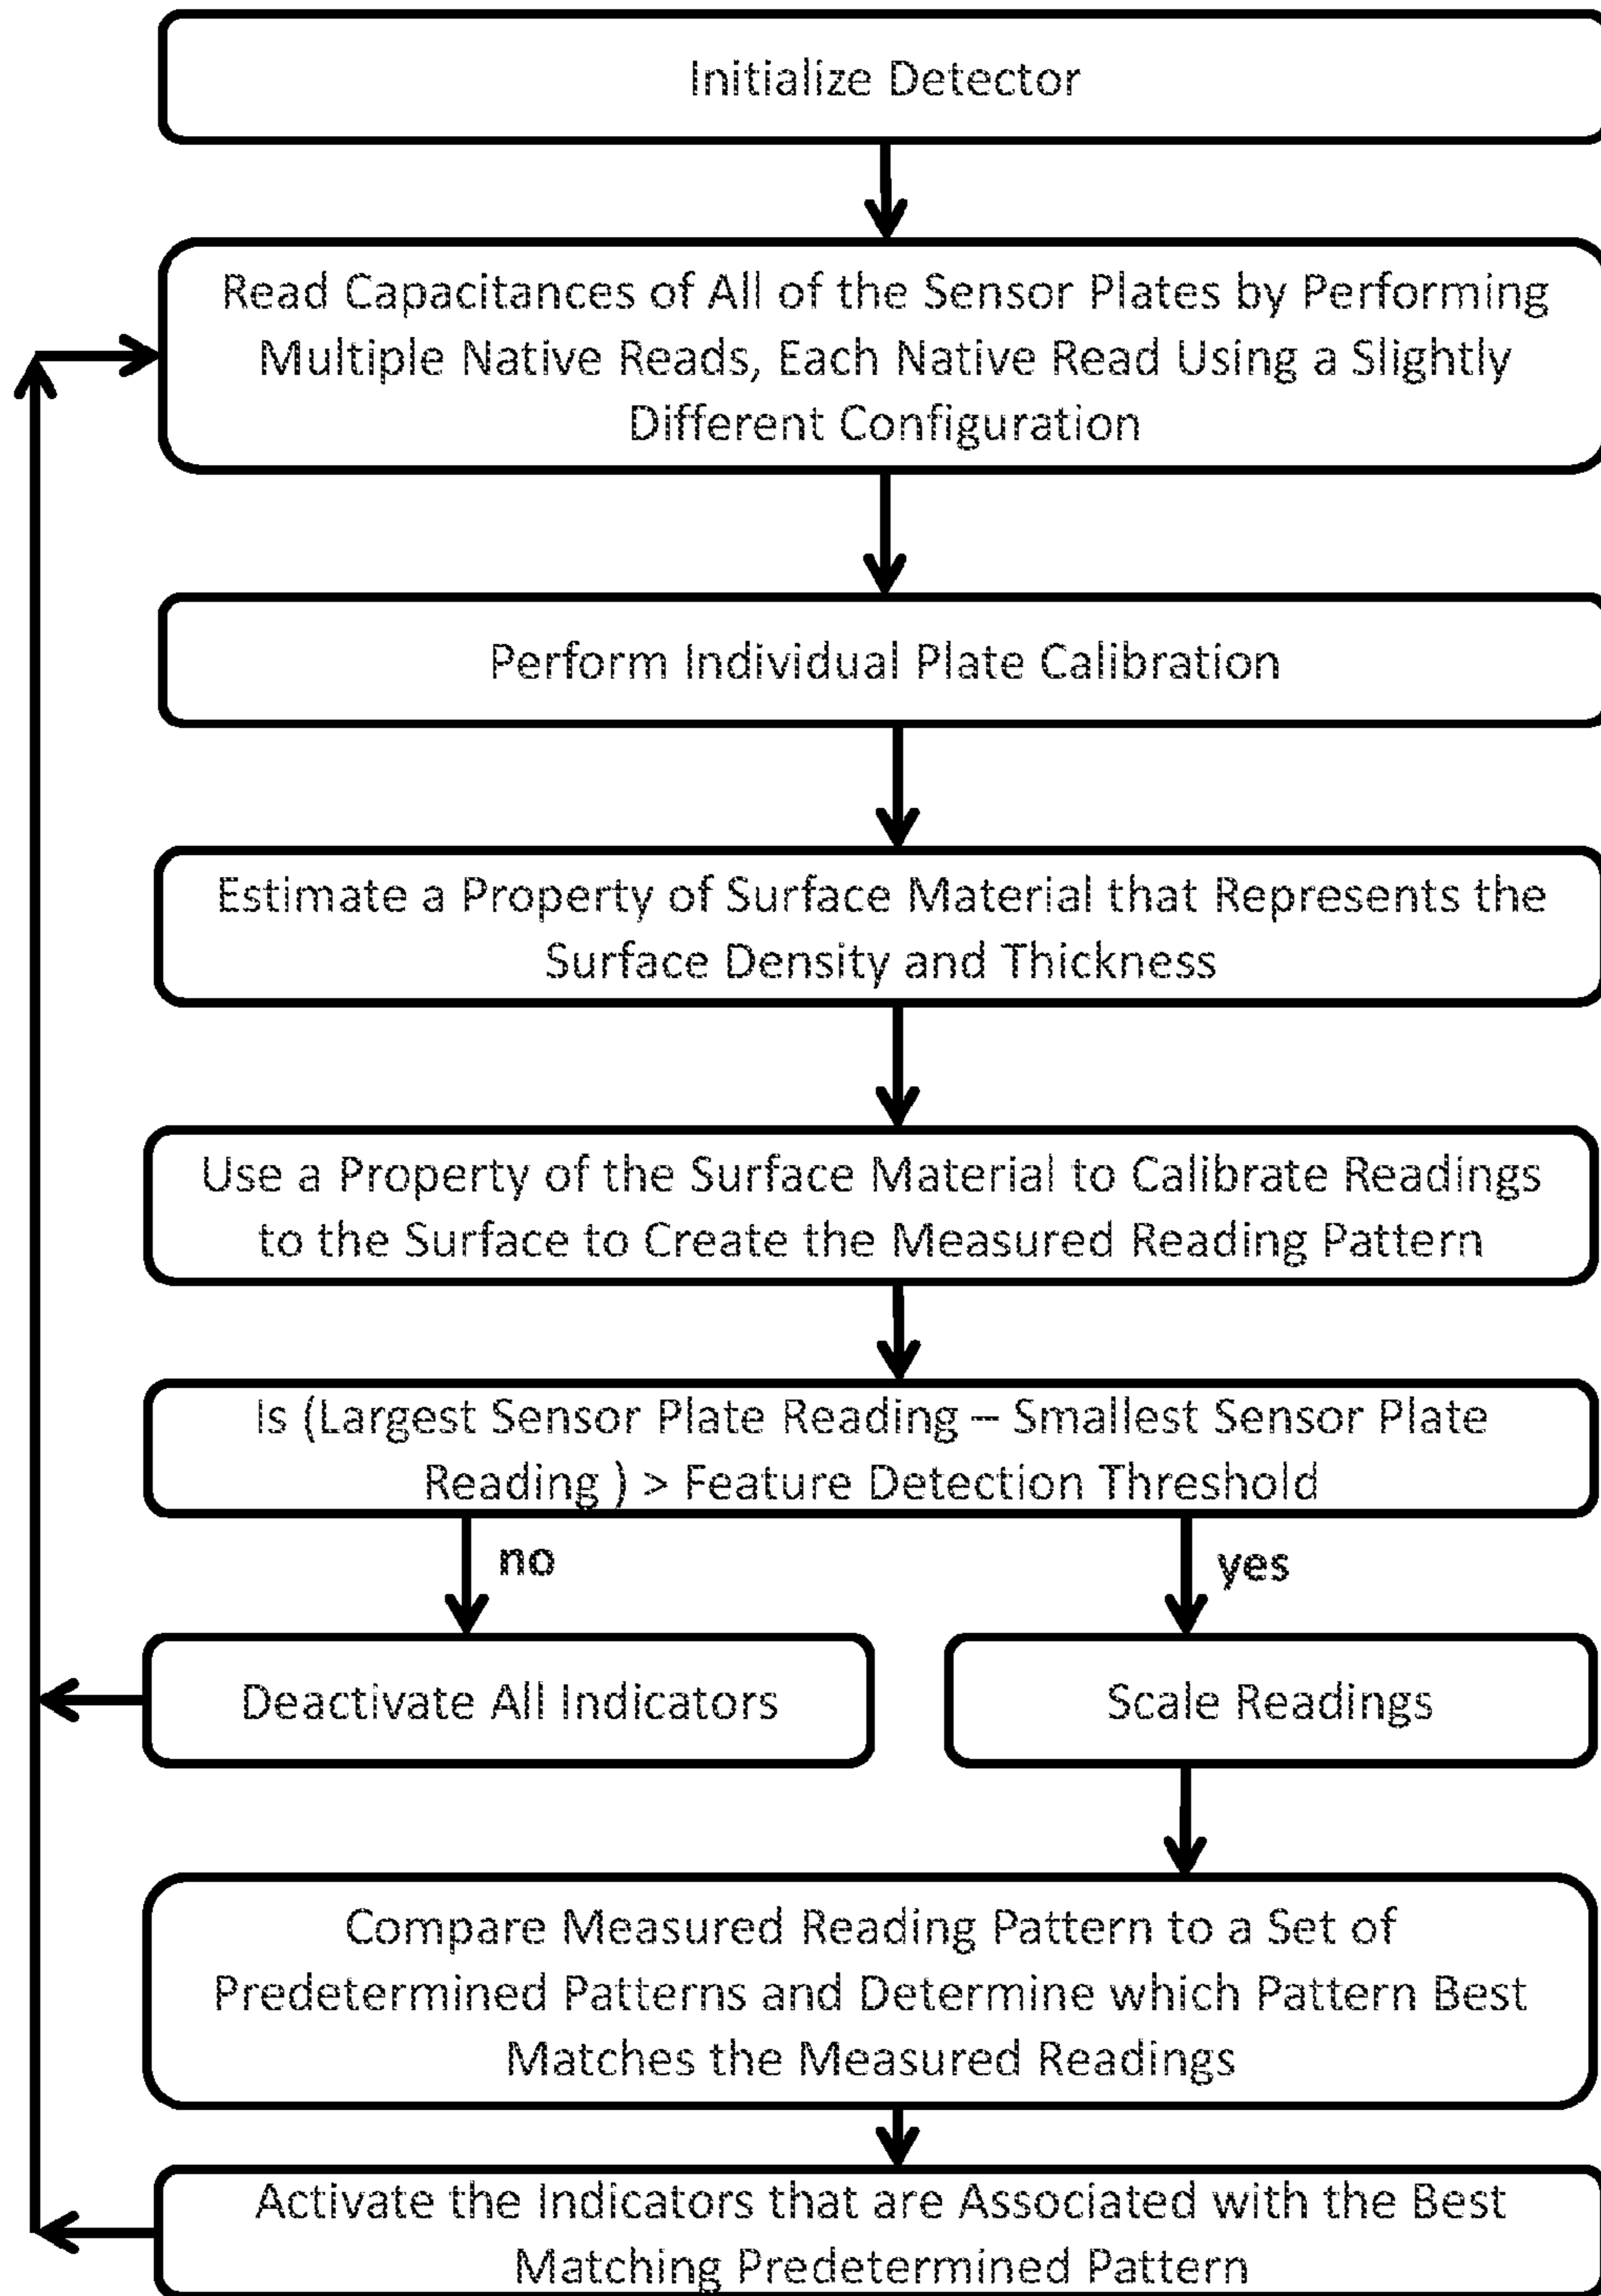 Initialize Detector
Read Capacitances of All of the Sensor Plates by Performing
Multiple Native Reads, Each Native Read Using a Slightly
Different Configuration
Perform Individual Plate Calibration
Estimate a Property of Surface Material that Represents the
Surface Density and Thickness
Use a Property of the Surface Material to Calibrate Readings
to the Surface to Create the Measured Reading Pattern
Is (Largest Sensor Plate Reading – Smallest Sensor Plate
Reading ) > Feature Detection Threshold
no
yes
Deactivate All Indicators
Scale Readings
Compare Measured Reading Pattern to a Set of
Predetermined Patterns and Determine which Pattern Best
Matches the Measured Readings
Activate the Indicators that are Associated with the Best
Matching Predetermined Pattern